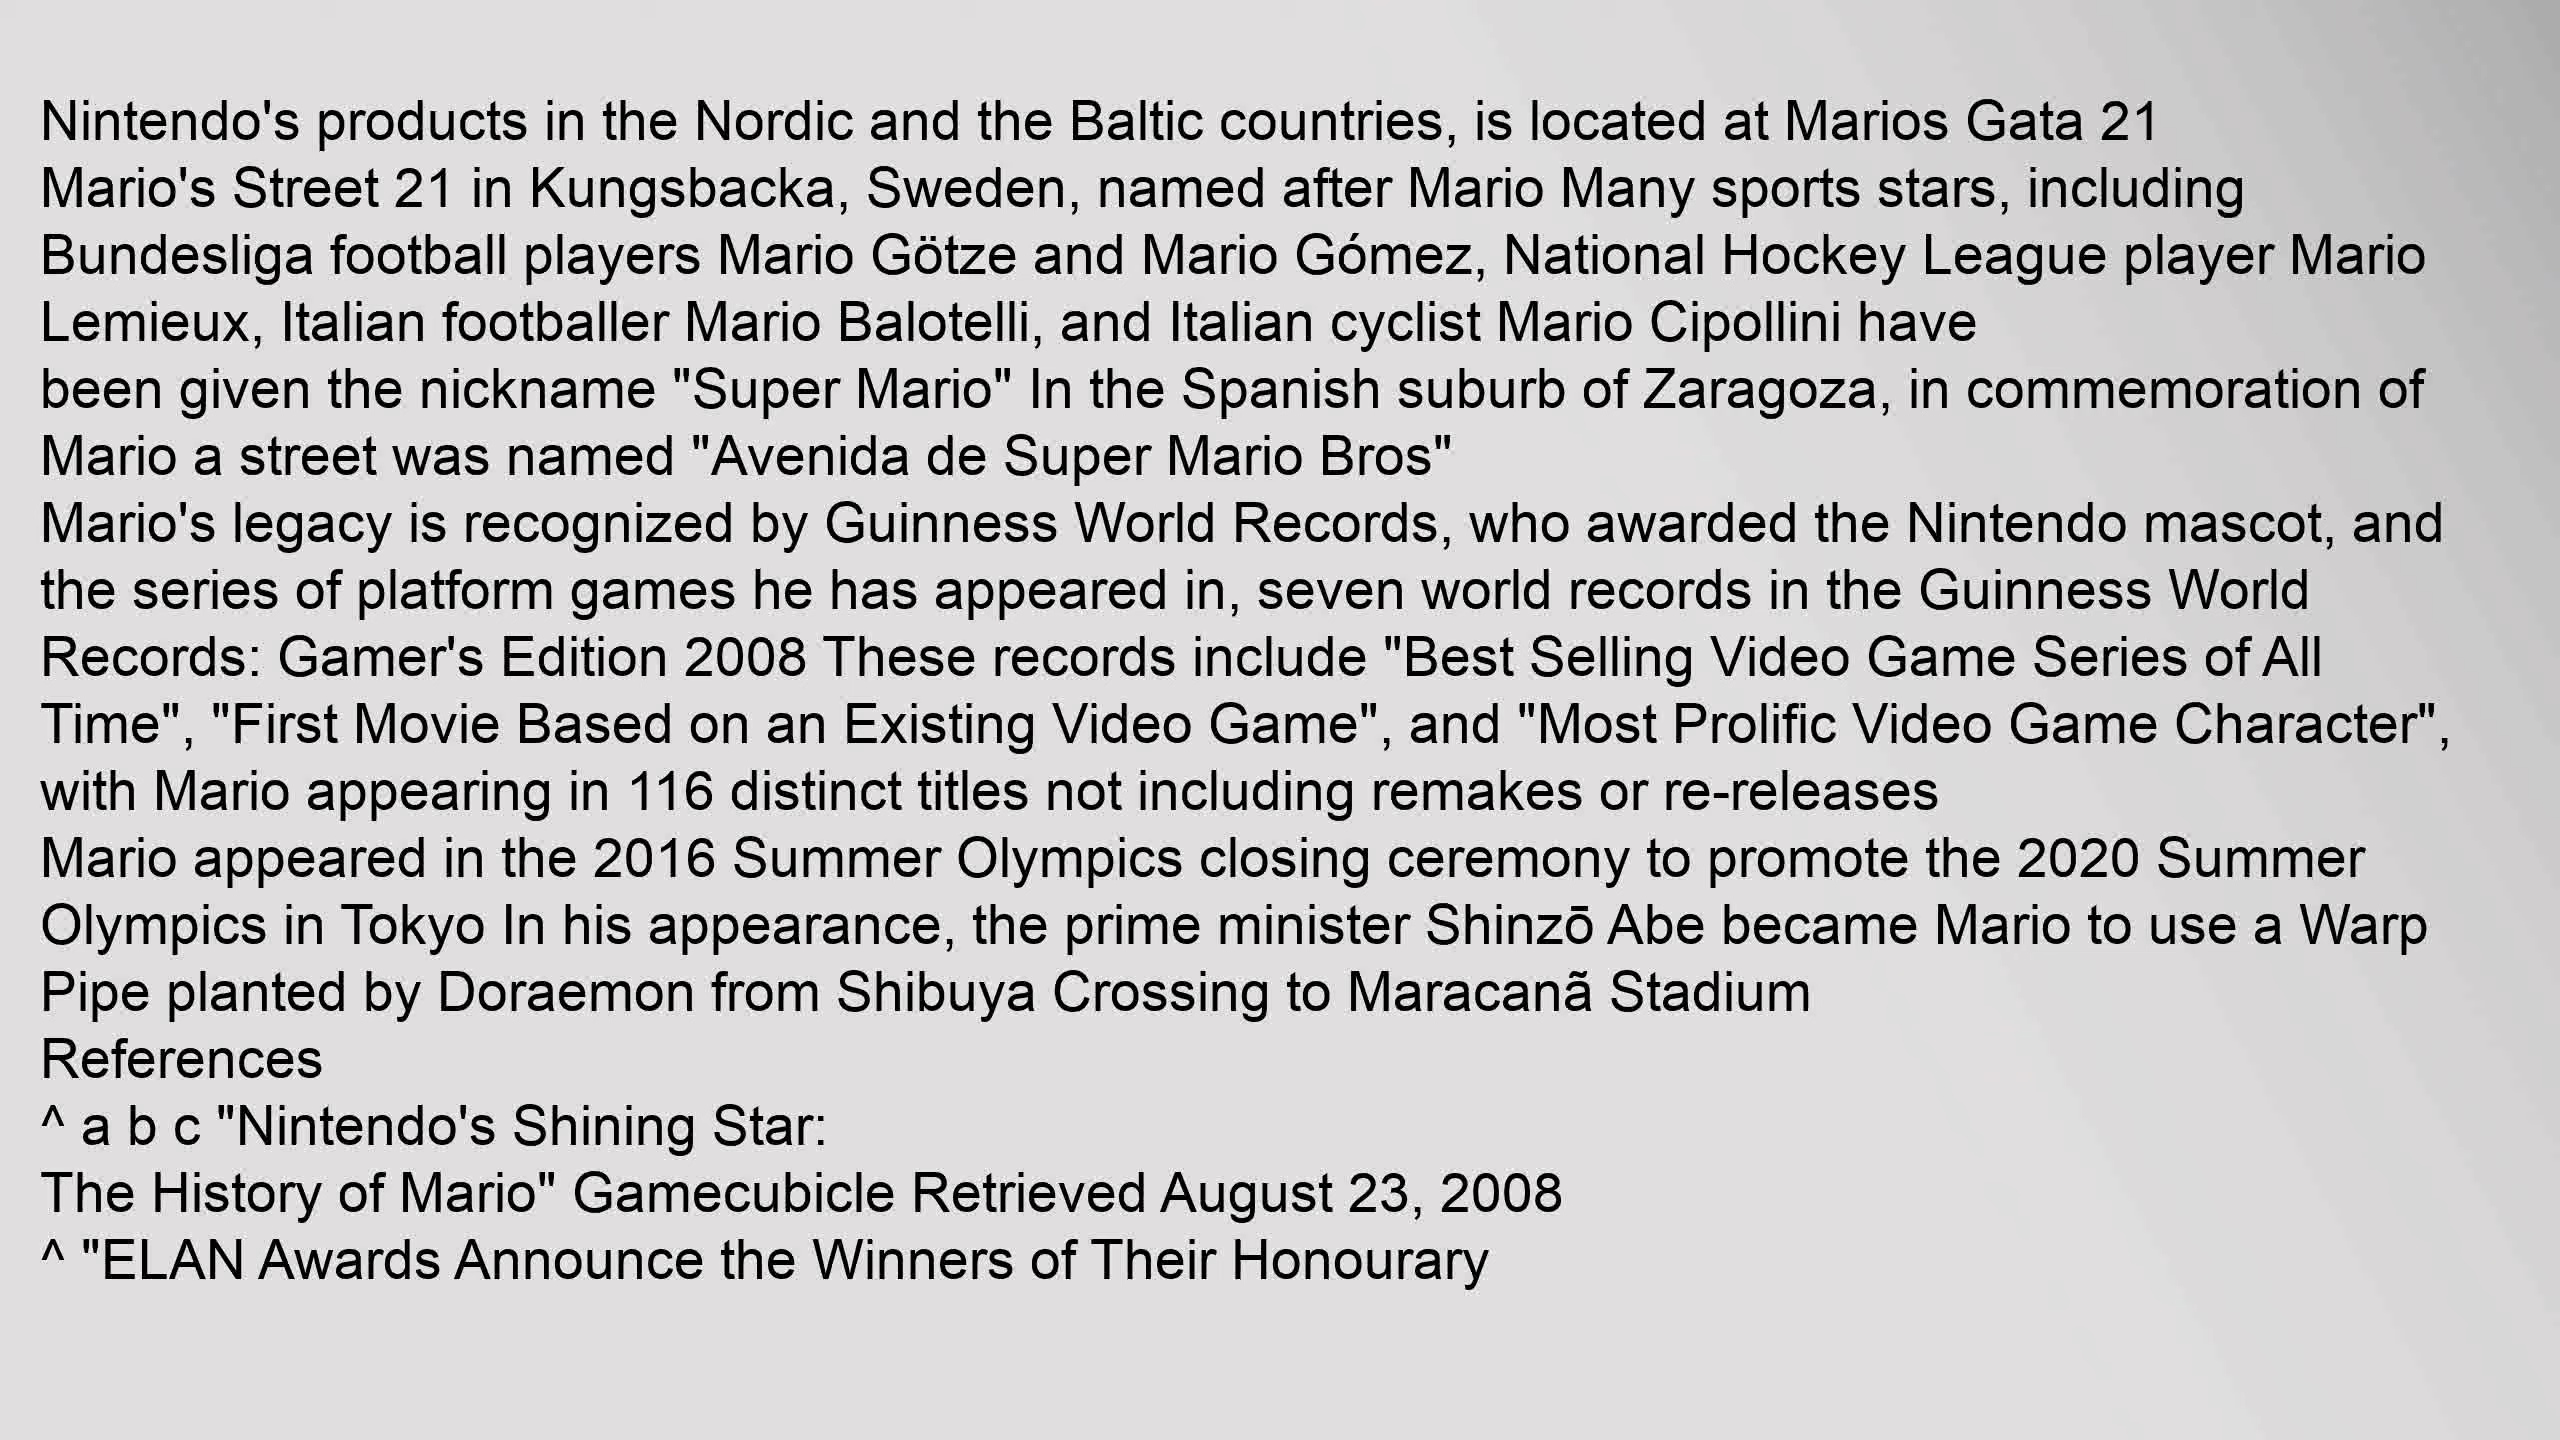 Nintendo's products in the Nordic and the Baltic countries, is located at Marios Gata 21
Mario's Street 21 in Kungsbacka, Sweden, named after Mario Many sports stars, including
Bundesliga football players Mario Götze and Mario Gómez, National Hockey League player Mario
Lemieux, Italian footballer Mario Balotelli, and Italian cyclist Mario Cipollini have
been given the nickname "Super Mario" In the Spanish suburb of Zaragoza, in commemoration of
Mario a street was named "Avenida de Super Mario Bros"
Mario's legacy is recognized by Guinness World Records, who awarded the Nintendo mascot, and
the series of platform games he has appeared in, seven world records in the Guinness World
Records: Gamer's Edition 2008 These records include "Best Selling Video Game Series of All
Time", "First Movie Based on an Existing Video Game", and "Most Prolific Video Game Character",
with Mario appearing in 116 distinct titles not including remakes or re-releases
Mario appeared in the 2016 Summer Olympics closing ceremony to promote the 2020 Summer
Olympics in Tokyo In his appearance, the prime minister Shinzō Abe became Mario to use a Warp
Pipe planted by Doraemon from Shibuya Crossing to Maracanã Stadium
References
^ a b c "Nintendo's Shining Star:
The History of Mario" Gamecubicle Retrieved August 23, 2008
^ "ELAN Awards Announce the Winners of Their Honourary